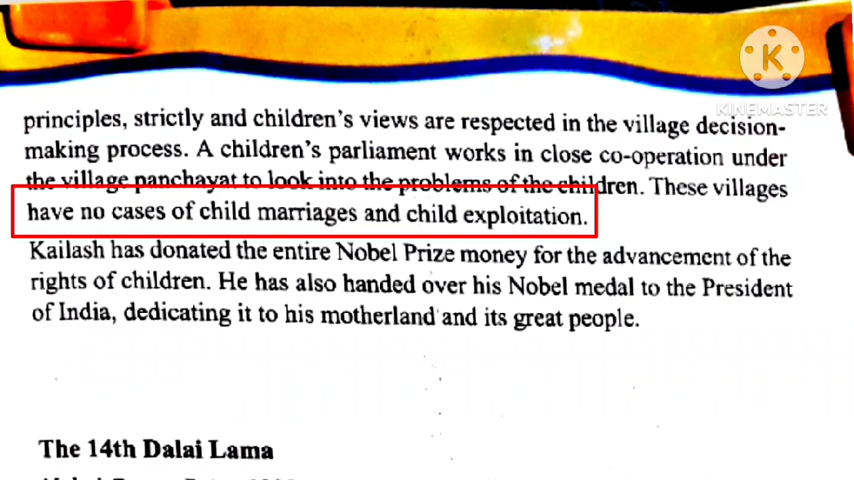 KINEMASTER
principles, strictly and children's views are respected in the village decision-
making process. A children's parliament works in close co-operation under
the village panchayat to look into the problems of the children. These villages
have no cases of child marriages and child exploitation.
Kailash has donated the entire Nobel Prize money for the advancement of the
rights of children. He has also handed over his Nobel medal to the President
of India, dedicating it to his motherland and its great people.
The 14th Dalai Lama